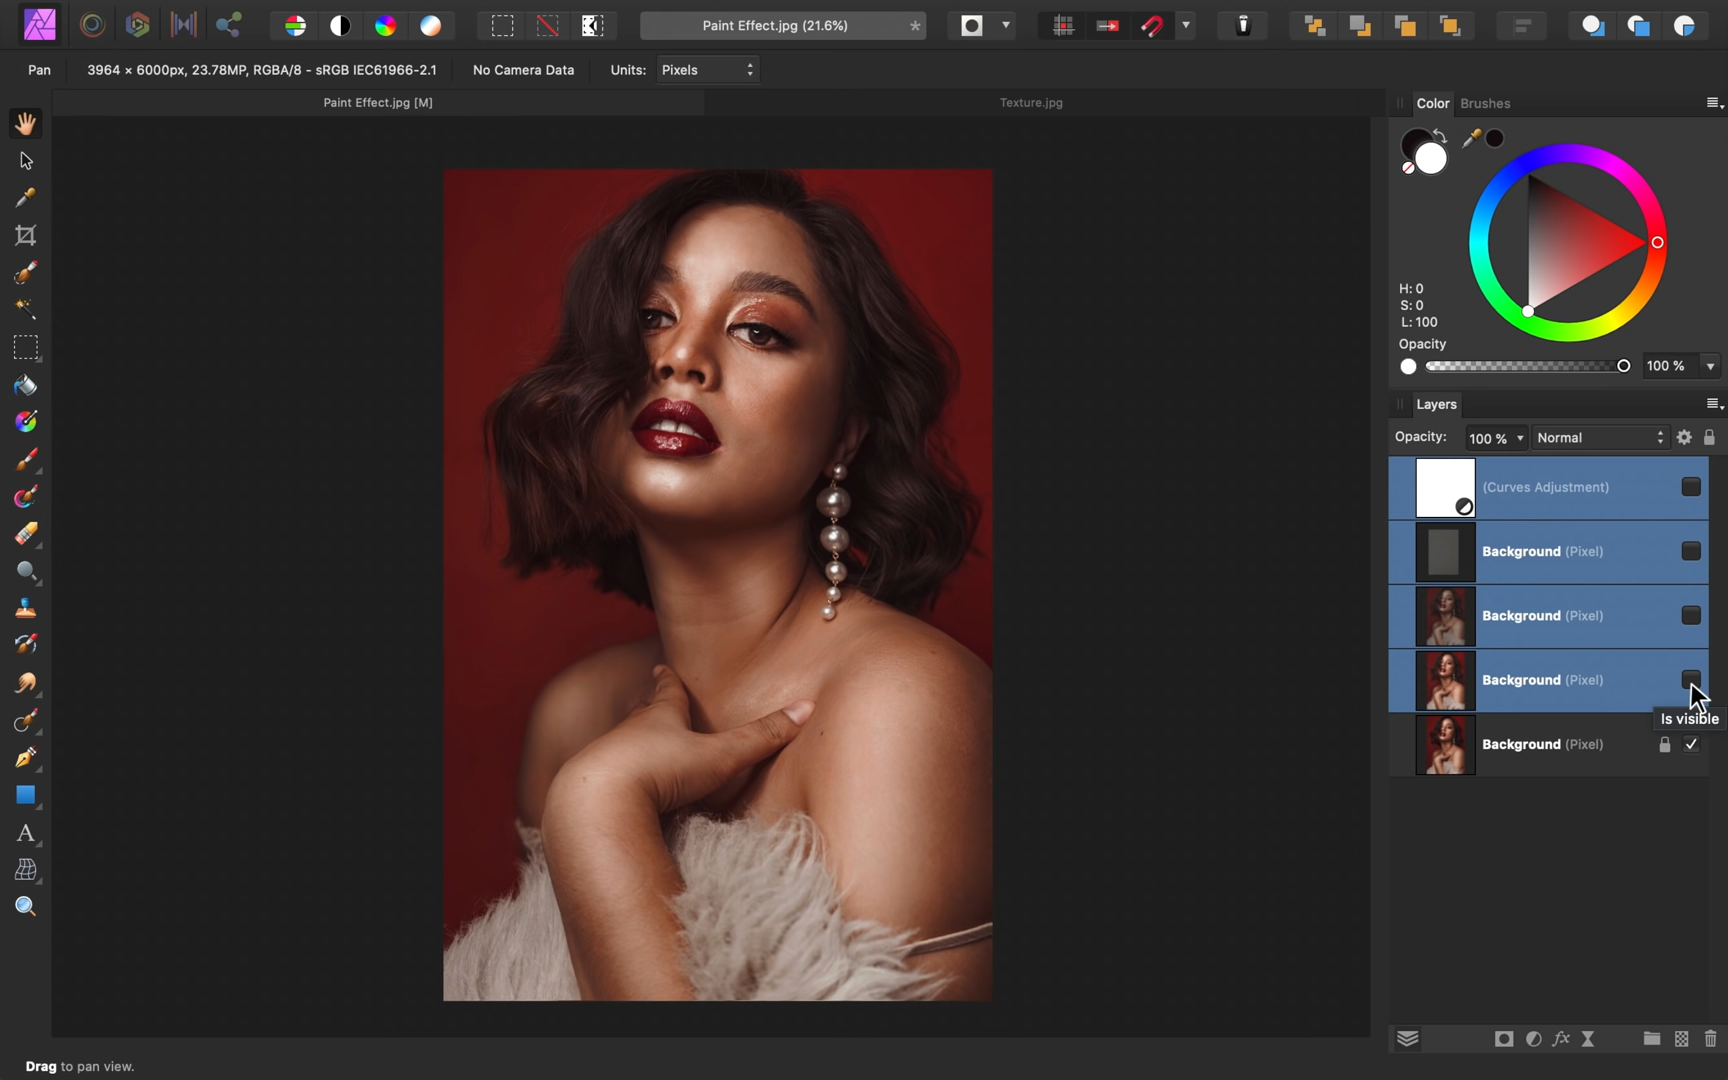 Paint Effect.jpg (21.6%)
*
Pan
3964 × 6000px, 23.78MP, RGBA/8 - sRGB IEC61966-2.1
No Camera Data
Units:
Pixels
Paint Effect.jpg [M]
Texture.jpg
Color
Brushes
H: 0
S: 0
L: 100
Opacity
100 %
Layers
Opacity:
100 %
Normal
(Curves Adjustment)
Background (Pixel)
Background (Pixel)
Background (Pixel)
Is visible
Background (Pixel)
A
fx
Drag to pan view.